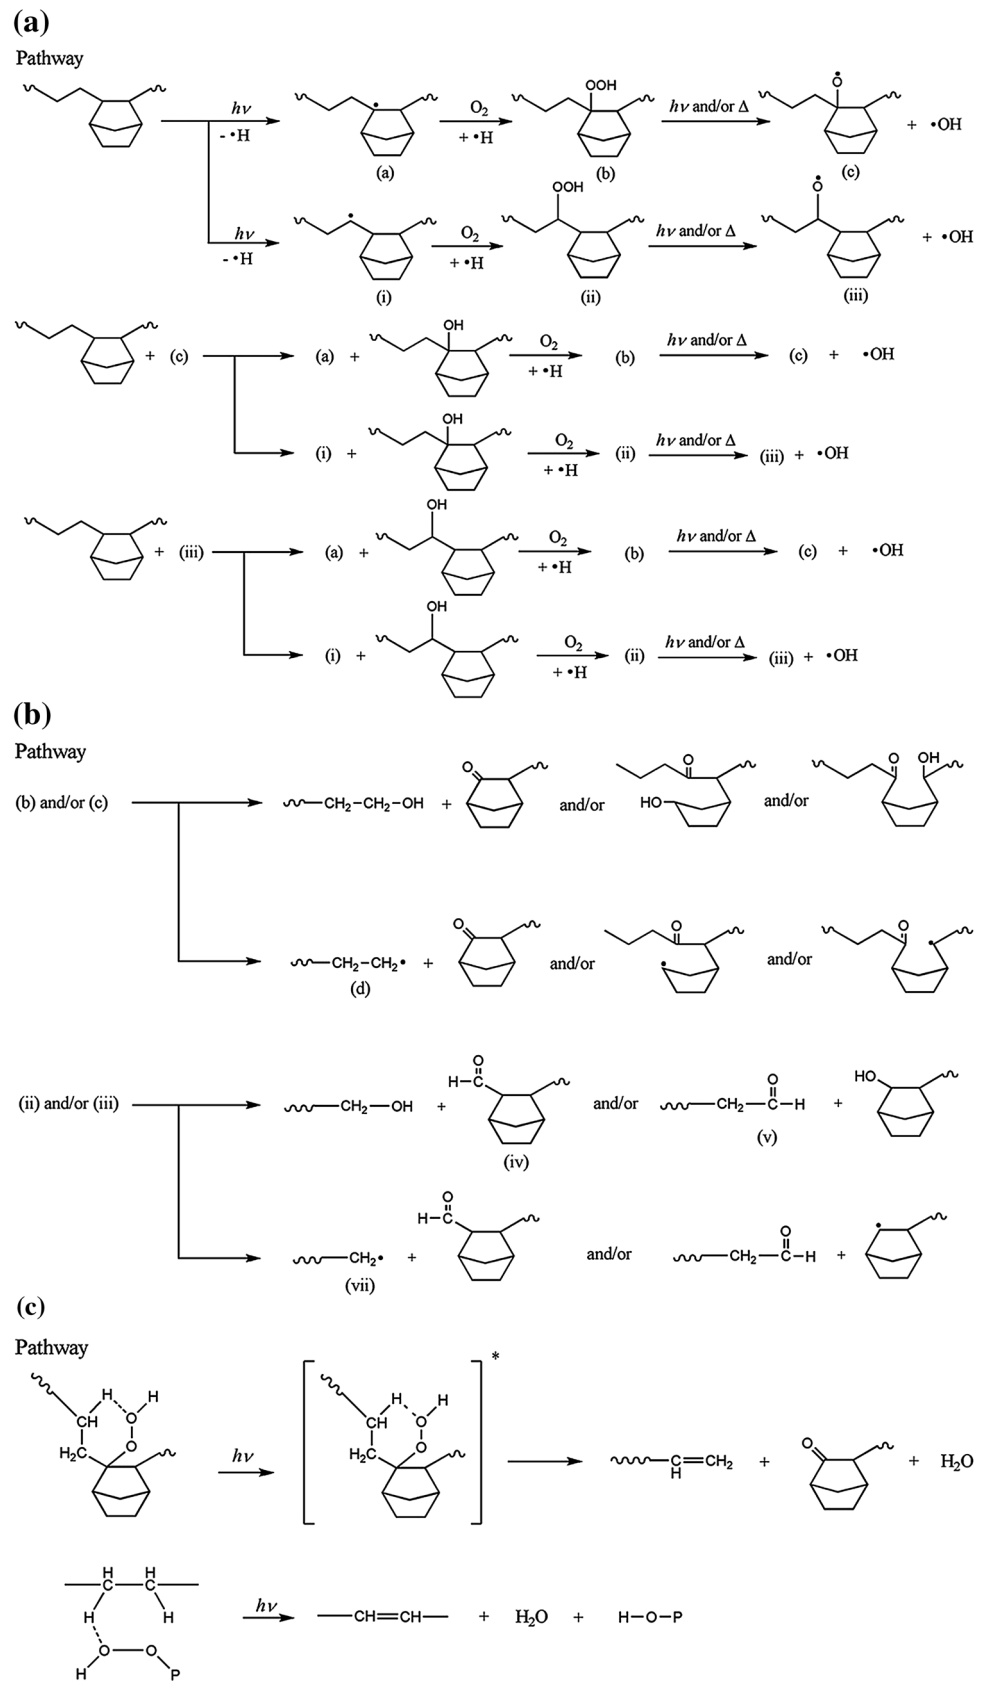 (a)
Pathway
hν
- •H
(a)
O2
+ •H
OOH
(b)
hν and/or Δ
O
(c)
+ •OH
hν
- •H
(i)
O2
+ •H
OOH
(ii)
hν and/or Δ
O
(iii)
+ •OH
+ (c)
(a) +
OH
O2
+ •H
(b)
hν and/or Δ
(c) + •OH
(i) +
OH
O2
+ •H
(ii)
hν and/or Δ
(iii) + •OH
+ (iii)
(a) +
OH
O2
+ •H
(b)
hν and/or Δ
(c) + •OH
(i) +
OH
O2
+ •H
(ii)
hν and/or Δ
(iii) + •OH
(b)
Pathway
(b) and/or (c)
CH2-CH2-OH +
O
and/or
O
HO
and/or
O
OH
CH2-CH2•
(d)
+
O
and/or
O
and/or
O
(ii) and/or (iii)
CH2-OH +
O
H-C
(iv)
and/or
CH2-C-H
O
(v)
+
HO
CH2•
(vii)
+
O
H-C
and/or
O
CH2-C-H
+
(c)
Pathway
H
H
CH
O
H2C
O
hν
H
H
CH
O
H2C
O
*
C=CH2
H
+
O
+ H2O
H H
C C
H H
O O
H P
hν
CH=CH + H2O + H-O-P